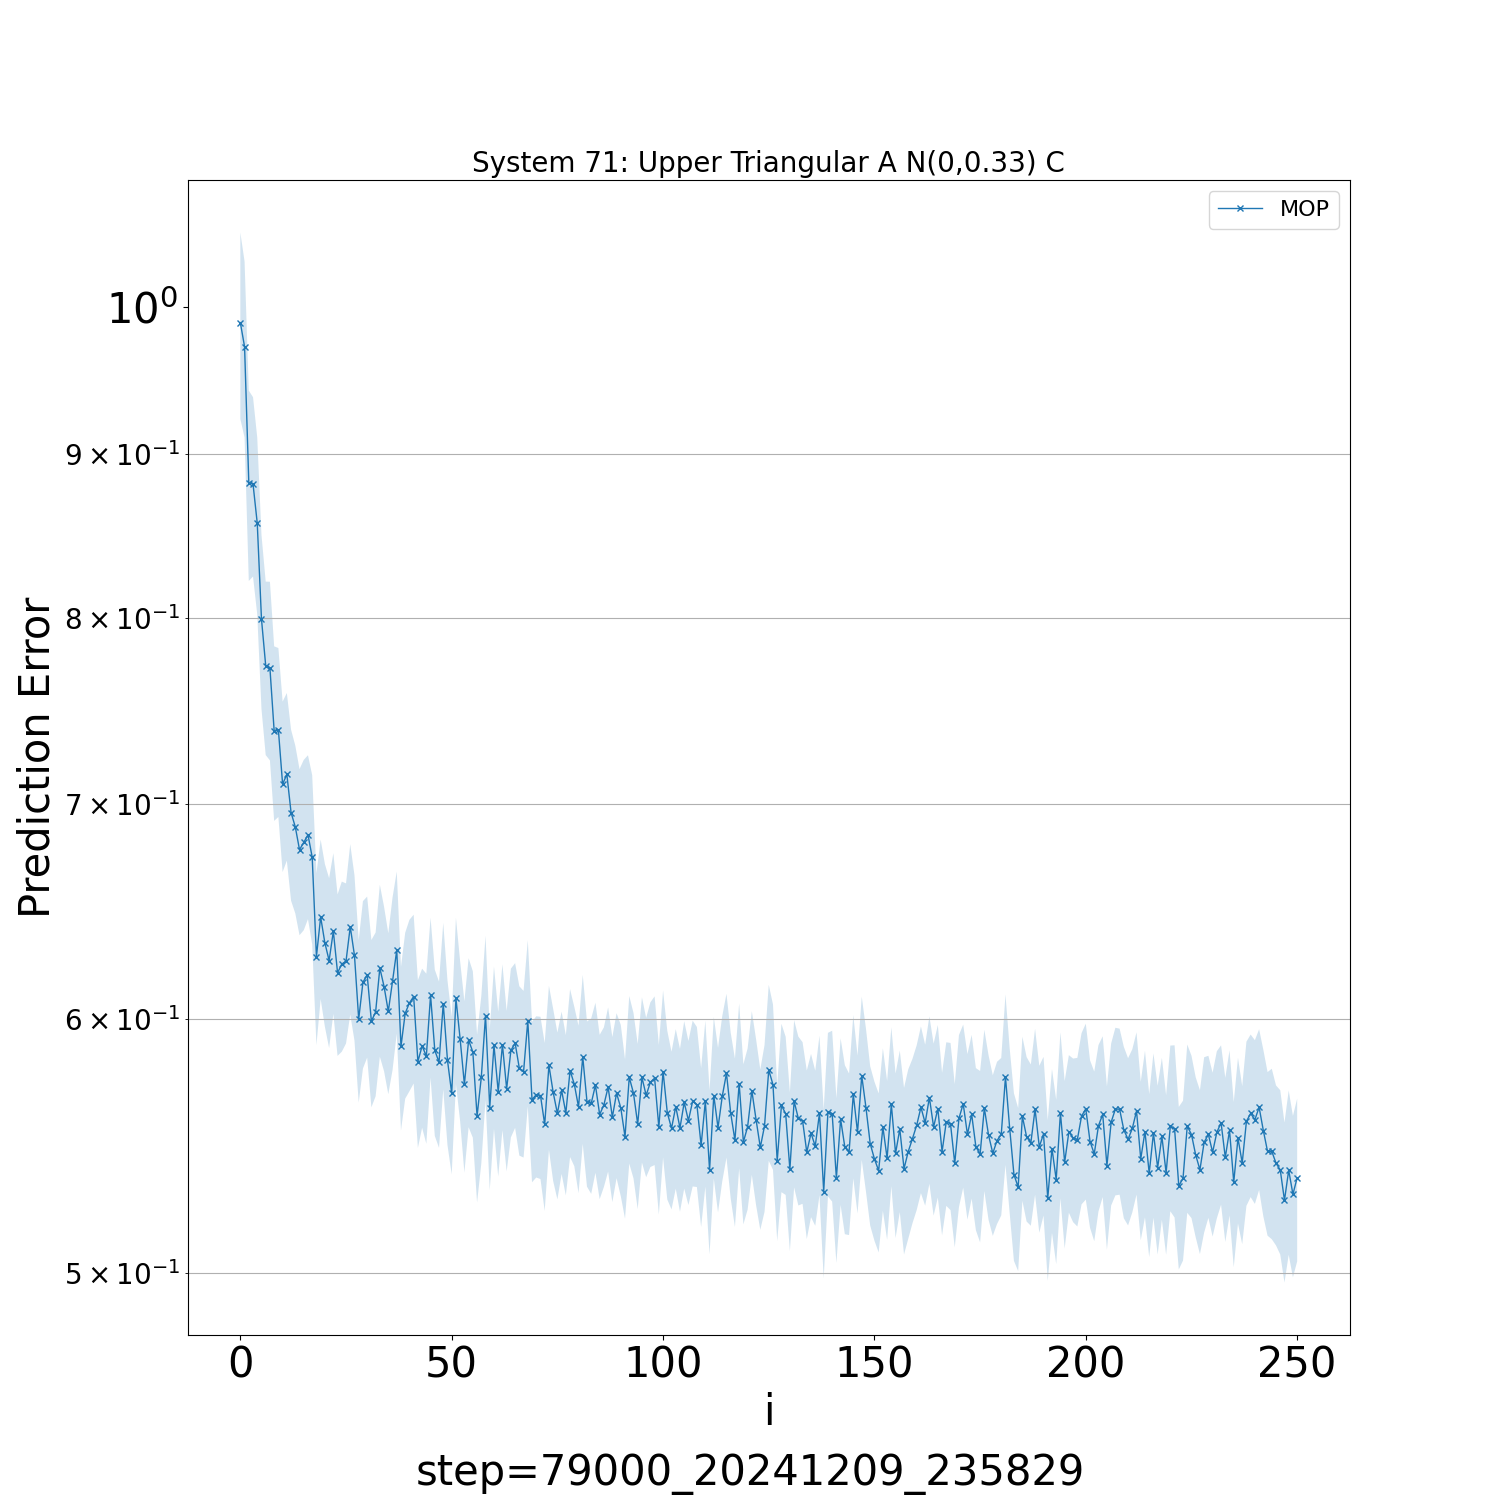 System 71: Upper Triangular A N(0,0.33) C
MOP
10⁰
9 × 10⁻¹
8 × 10⁻¹
7 × 10⁻¹
6 × 10⁻¹
5 × 10⁻¹
Prediction Error
0 50 100 150 200 250
i
step=79000_20241209_235829